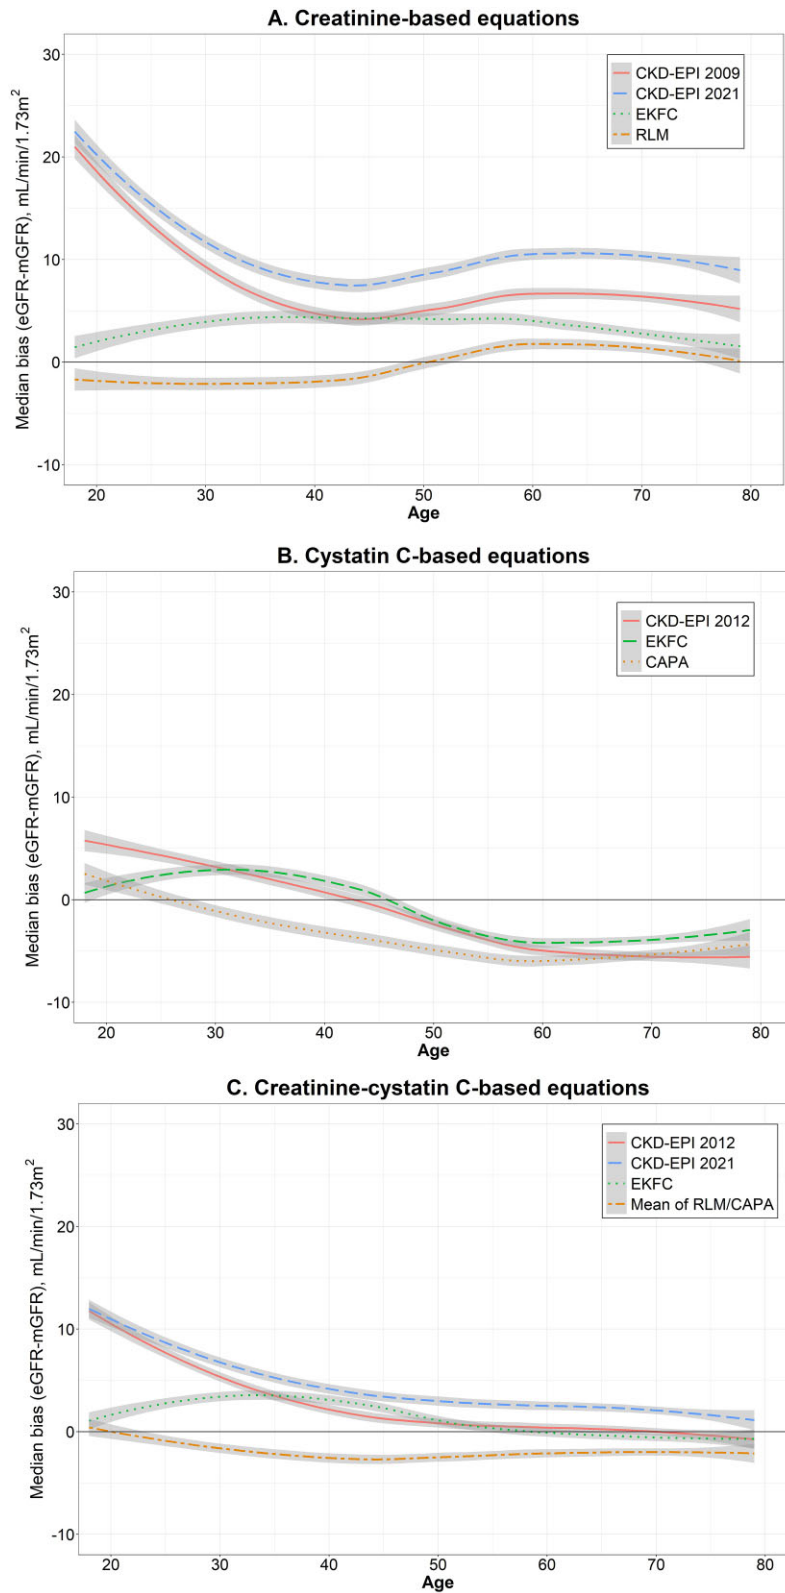 A. Creatinine-based equations
Median bias (eGFR-mGFR), mL/min/1.73m²
30
20
10
0
-10
CKD-EPI 2009
CKD-EPI 2021
EKFC
RLM
20 30 40 50 60 70 80
Age
B. Cystatin C-based equations
Median bias (eGFR-mGFR), mL/min/1.73m²
30
20
10
0
-10
CKD-EPI 2012
EKFC
CAPA
20 30 40 50 60 70 80
Age
C. Creatinine-cystatin C-based equations
Median bias (eGFR-mGFR), mL/min/1.73m²
30
20
10
0
-10
CKD-EPI 2012
CKD-EPI 2021
EKFC
Mean of RLM/CAPA
20 30 40 50 60 70 80
Age